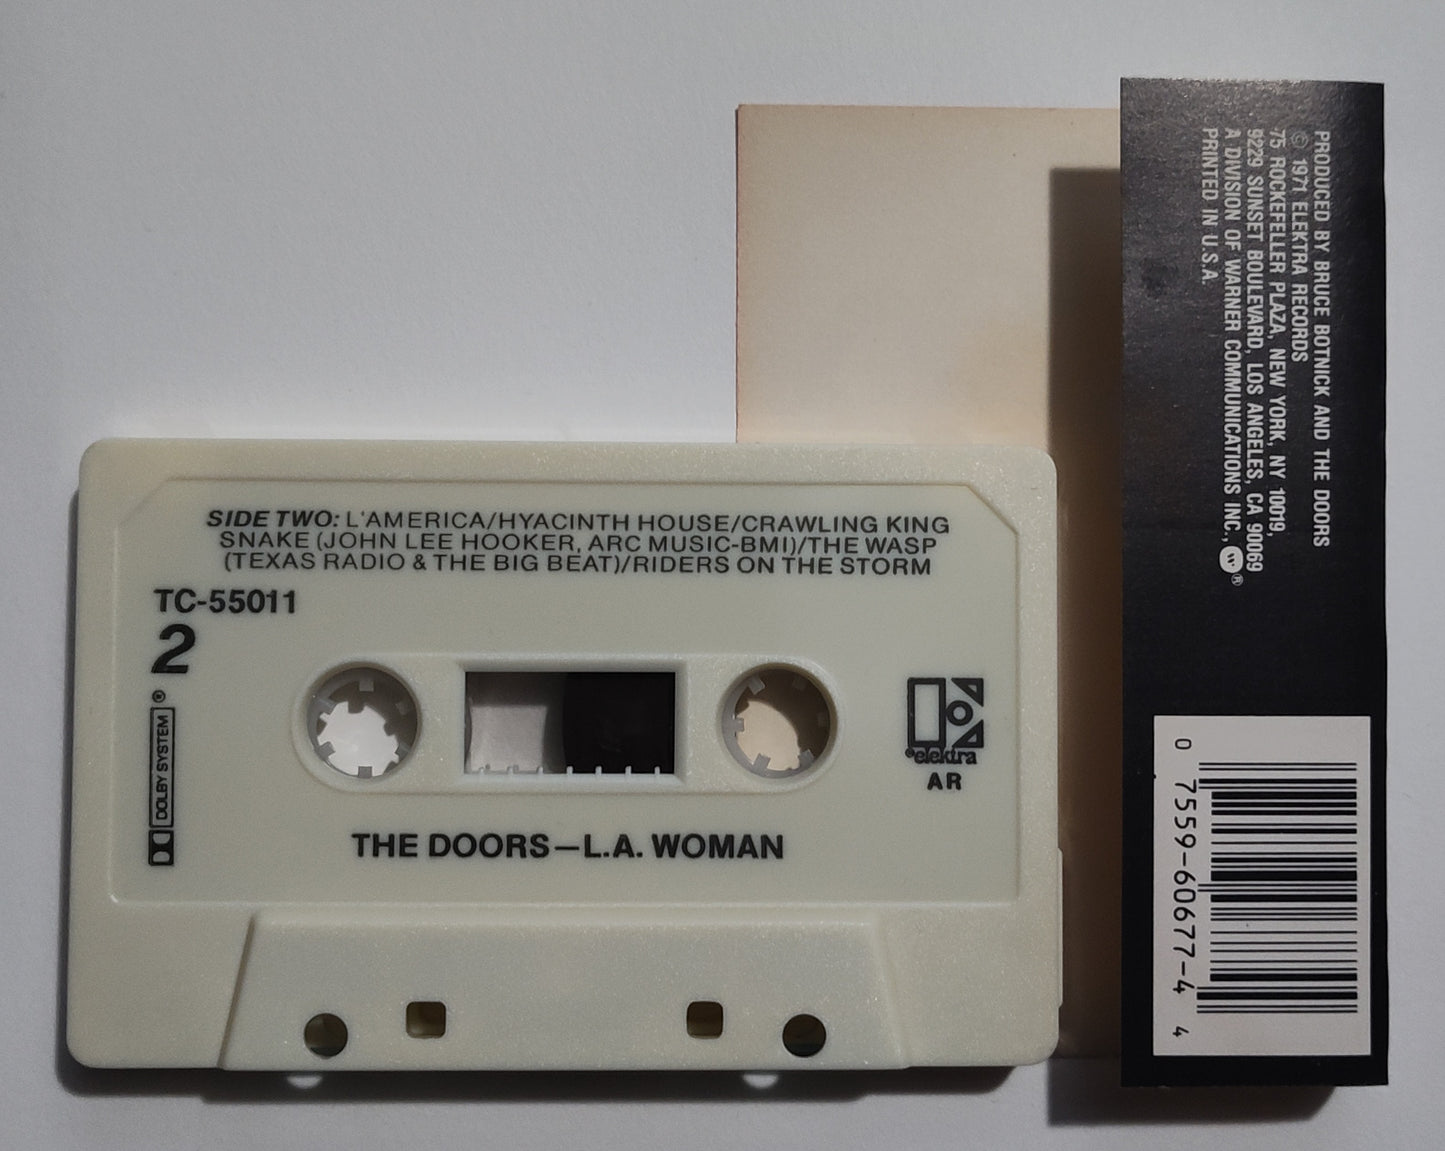 SIDE TWO: L'AMERICA/HYACINTH HOUSE/CRAWLING KING
SNAKE (JOHN LEE HOOKER, ARC MUSIC-BMI)/THE WASP
(TEXAS RADIO & THE BIG BEAT)/RIDERS ON THE STORM
TC-55011
2
DOLBY SYSTEM ®
®elektra
AR
THE DOORS—L.A. WOMAN
PRODUCED BY BRUCE BOTNICK AND THE DOORS
© 1971 ELEKTRA RECORDS
75 ROCKEFELLER PLAZA, NEW YORK, NY 10019,
9229 SUNSET BOULEVARD, LOS ANGELES, CA 90069
A DIVISION OF WARNER COMMUNICATIONS INC., ®
PRINTED IN U.S.A.
0 7559-60677-4 4